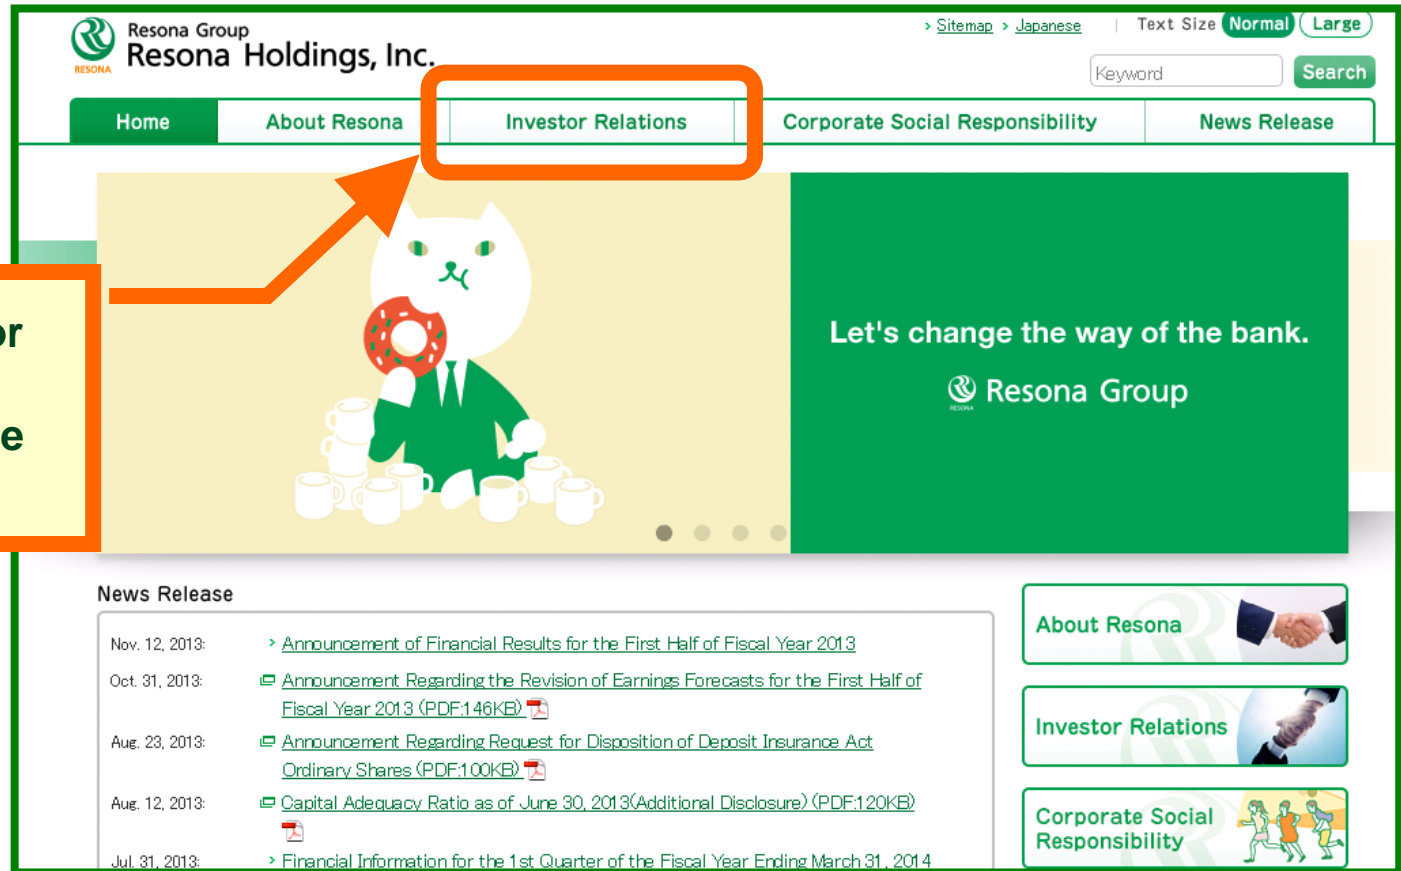 Resona Group
Resona Holdings, Inc.
RESONA
> Sitemap > Japanese | Text Size Normal Large
Keyword Search
Home About Resona Investor Relations Corporate Social Responsibility News Release
or
e
Let's change the way of the bank.
RESONA Resona Group
News Release
Nov. 12, 2013: > Announcement of Financial Results for the First Half of Fiscal Year 2013
Oct. 31, 2013: Announcement Regarding the Revision of Earnings Forecasts for the First Half of
Fiscal Year 2013 (PDF:146KB)
Aug. 23, 2013: Announcement Regarding Request for Disposition of Deposit Insurance Act
Ordinary Shares (PDF:100KB)
Aug. 12, 2013: Capital Adequacy Ratio as of June 30, 2013(Additional Disclosure) (PDF:120KB)
Jul. 31, 2013: > Financial Information for the 1st Quarter of the Fiscal Year Ending March 31, 2014
About Resona
Investor Relations
Corporate Social
Responsibility